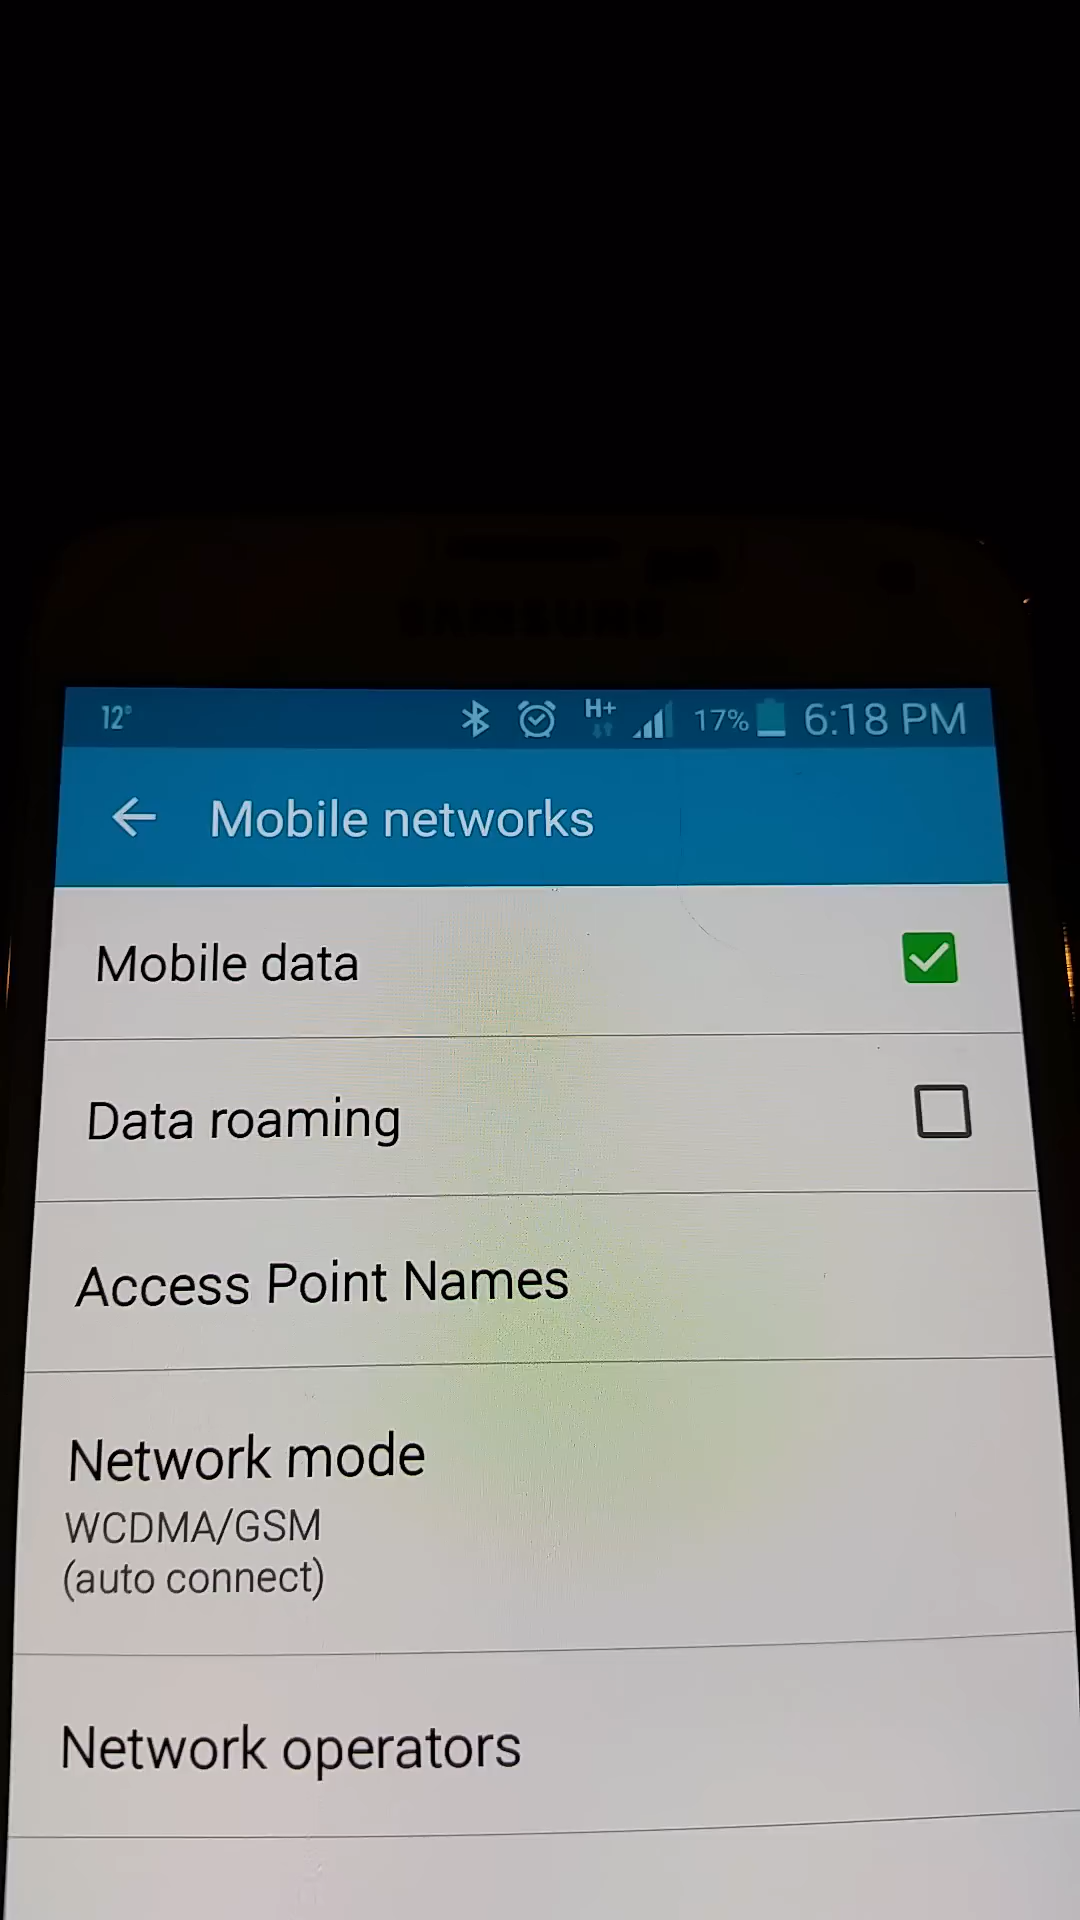 SAMSUNG
12° H+ 17% 6:18 PM
Mobile networks
Mobile data
Data roaming
Access Point Names
Network mode
WCDMA/GSM
(auto connect)
Network operators